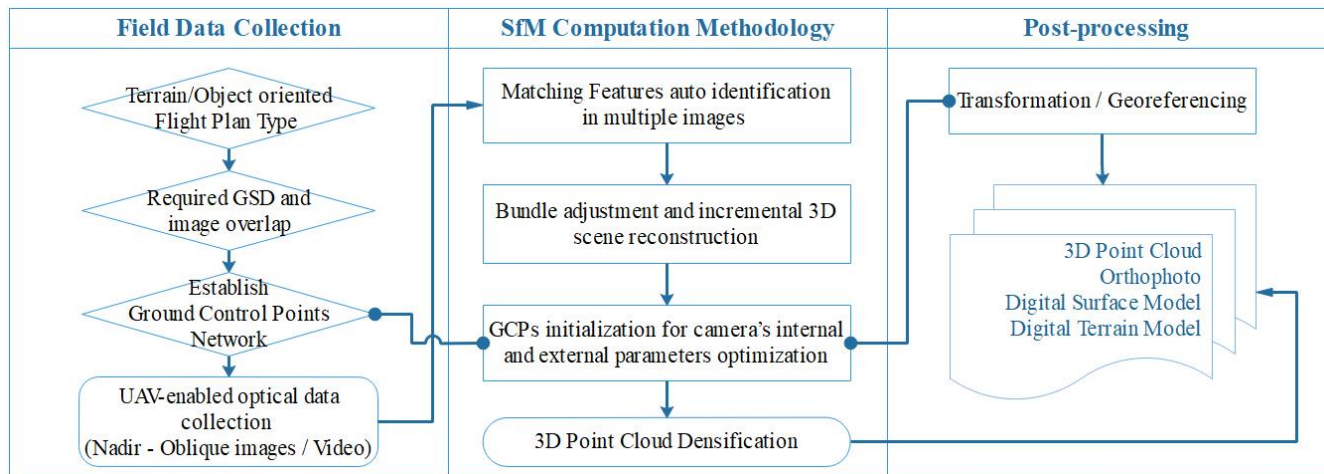 Field Data Collection
Terrain/Object oriented
Flight Plan Type
Required GSD and
image overlap
Establish
Ground Control Points
Network
UAV-enabled optical data
collection
(Nadir - Oblique images / Video)
SfM Computation Methodology
Matching Features auto identification
in multiple images
Bundle adjustment and incremental 3D
scene reconstruction
GCPs initialization for camera’s internal
and external parameters optimization
3D Point Cloud Densification
Post-processing
Transformation / Georeferencing
3D Point Cloud
Orthophoto
Digital Surface Model
Digital Terrain Model